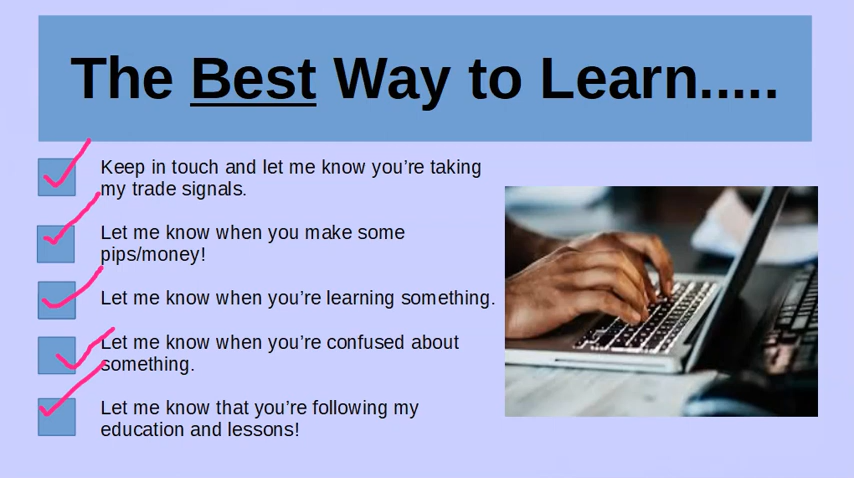 The Best Way to Learn.....
Keep in touch and let me know you’re taking
my trade signals.
Let me know when you make some
pips/money!
Let me know when you’re learning something.
Let me know when you’re confused about
something.
Let me know that you’re following my
education and lessons!